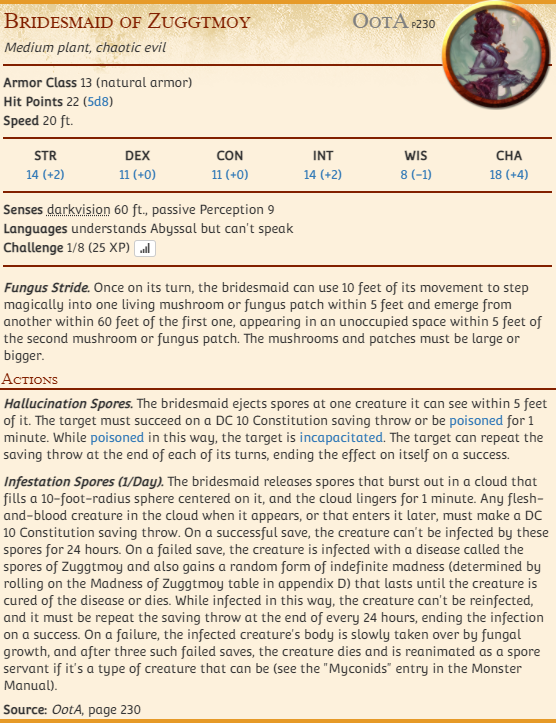 Bridesmaid of Zuggtmoy OotA p230
Medium plant, chaotic evil
Armor Class 13 (natural armor)
Hit Points 22 (5d8)
Speed 20 ft.
STR DEX CON INT WIS CHA
14 (+2) 11 (+0) 11 (+0) 14 (+2) 8 (−1) 18 (+4)
Senses darkvision 60 ft., passive Perception 9
Languages understands Abyssal but can't speak
Challenge 1/8 (25 XP)
Fungus Stride. Once on its turn, the bridesmaid can use 10 feet of its movement to step
magically into one living mushroom or fungus patch within 5 feet and emerge from
another within 60 feet of the first one, appearing in an unoccupied space within 5 feet of
the second mushroom or fungus patch. The mushrooms and patches must be large or
bigger.
Actions
Hallucination Spores. The bridesmaid ejects spores at one creature it can see within 5 feet
of it. The target must succeed on a DC 10 Constitution saving throw or be poisoned for 1
minute. While poisoned in this way, the target is incapacitated. The target can repeat the
saving throw at the end of each of its turns, ending the effect on itself on a success.
Infestation Spores (1/Day). The bridesmaid releases spores that burst out in a cloud that
fills a 10-foot-radius sphere centered on it, and the cloud lingers for 1 minute. Any flesh-
and-blood creature in the cloud when it appears, or that enters it later, must make a DC
10 Constitution saving throw. On a successful save, the creature can't be infected by these
spores for 24 hours. On a failed save, the creature is infected with a disease called the
spores of Zuggtmoy and also gains a random form of indefinite madness (determined by
rolling on the Madness of Zuggtmoy table in appendix D) that lasts until the creature is
cured of the disease or dies. While infected in this way, the creature can't be reinfected,
and it must be repeat the saving throw at the end of every 24 hours, ending the infection
on a success. On a failure, the infected creature's body is slowly taken over by fungal
growth, and after three such failed saves, the creature dies and is reanimated as a spore
servant if it's a type of creature that can be (see the "Myconids" entry in the Monster
Manual).
Source: OotA, page 230